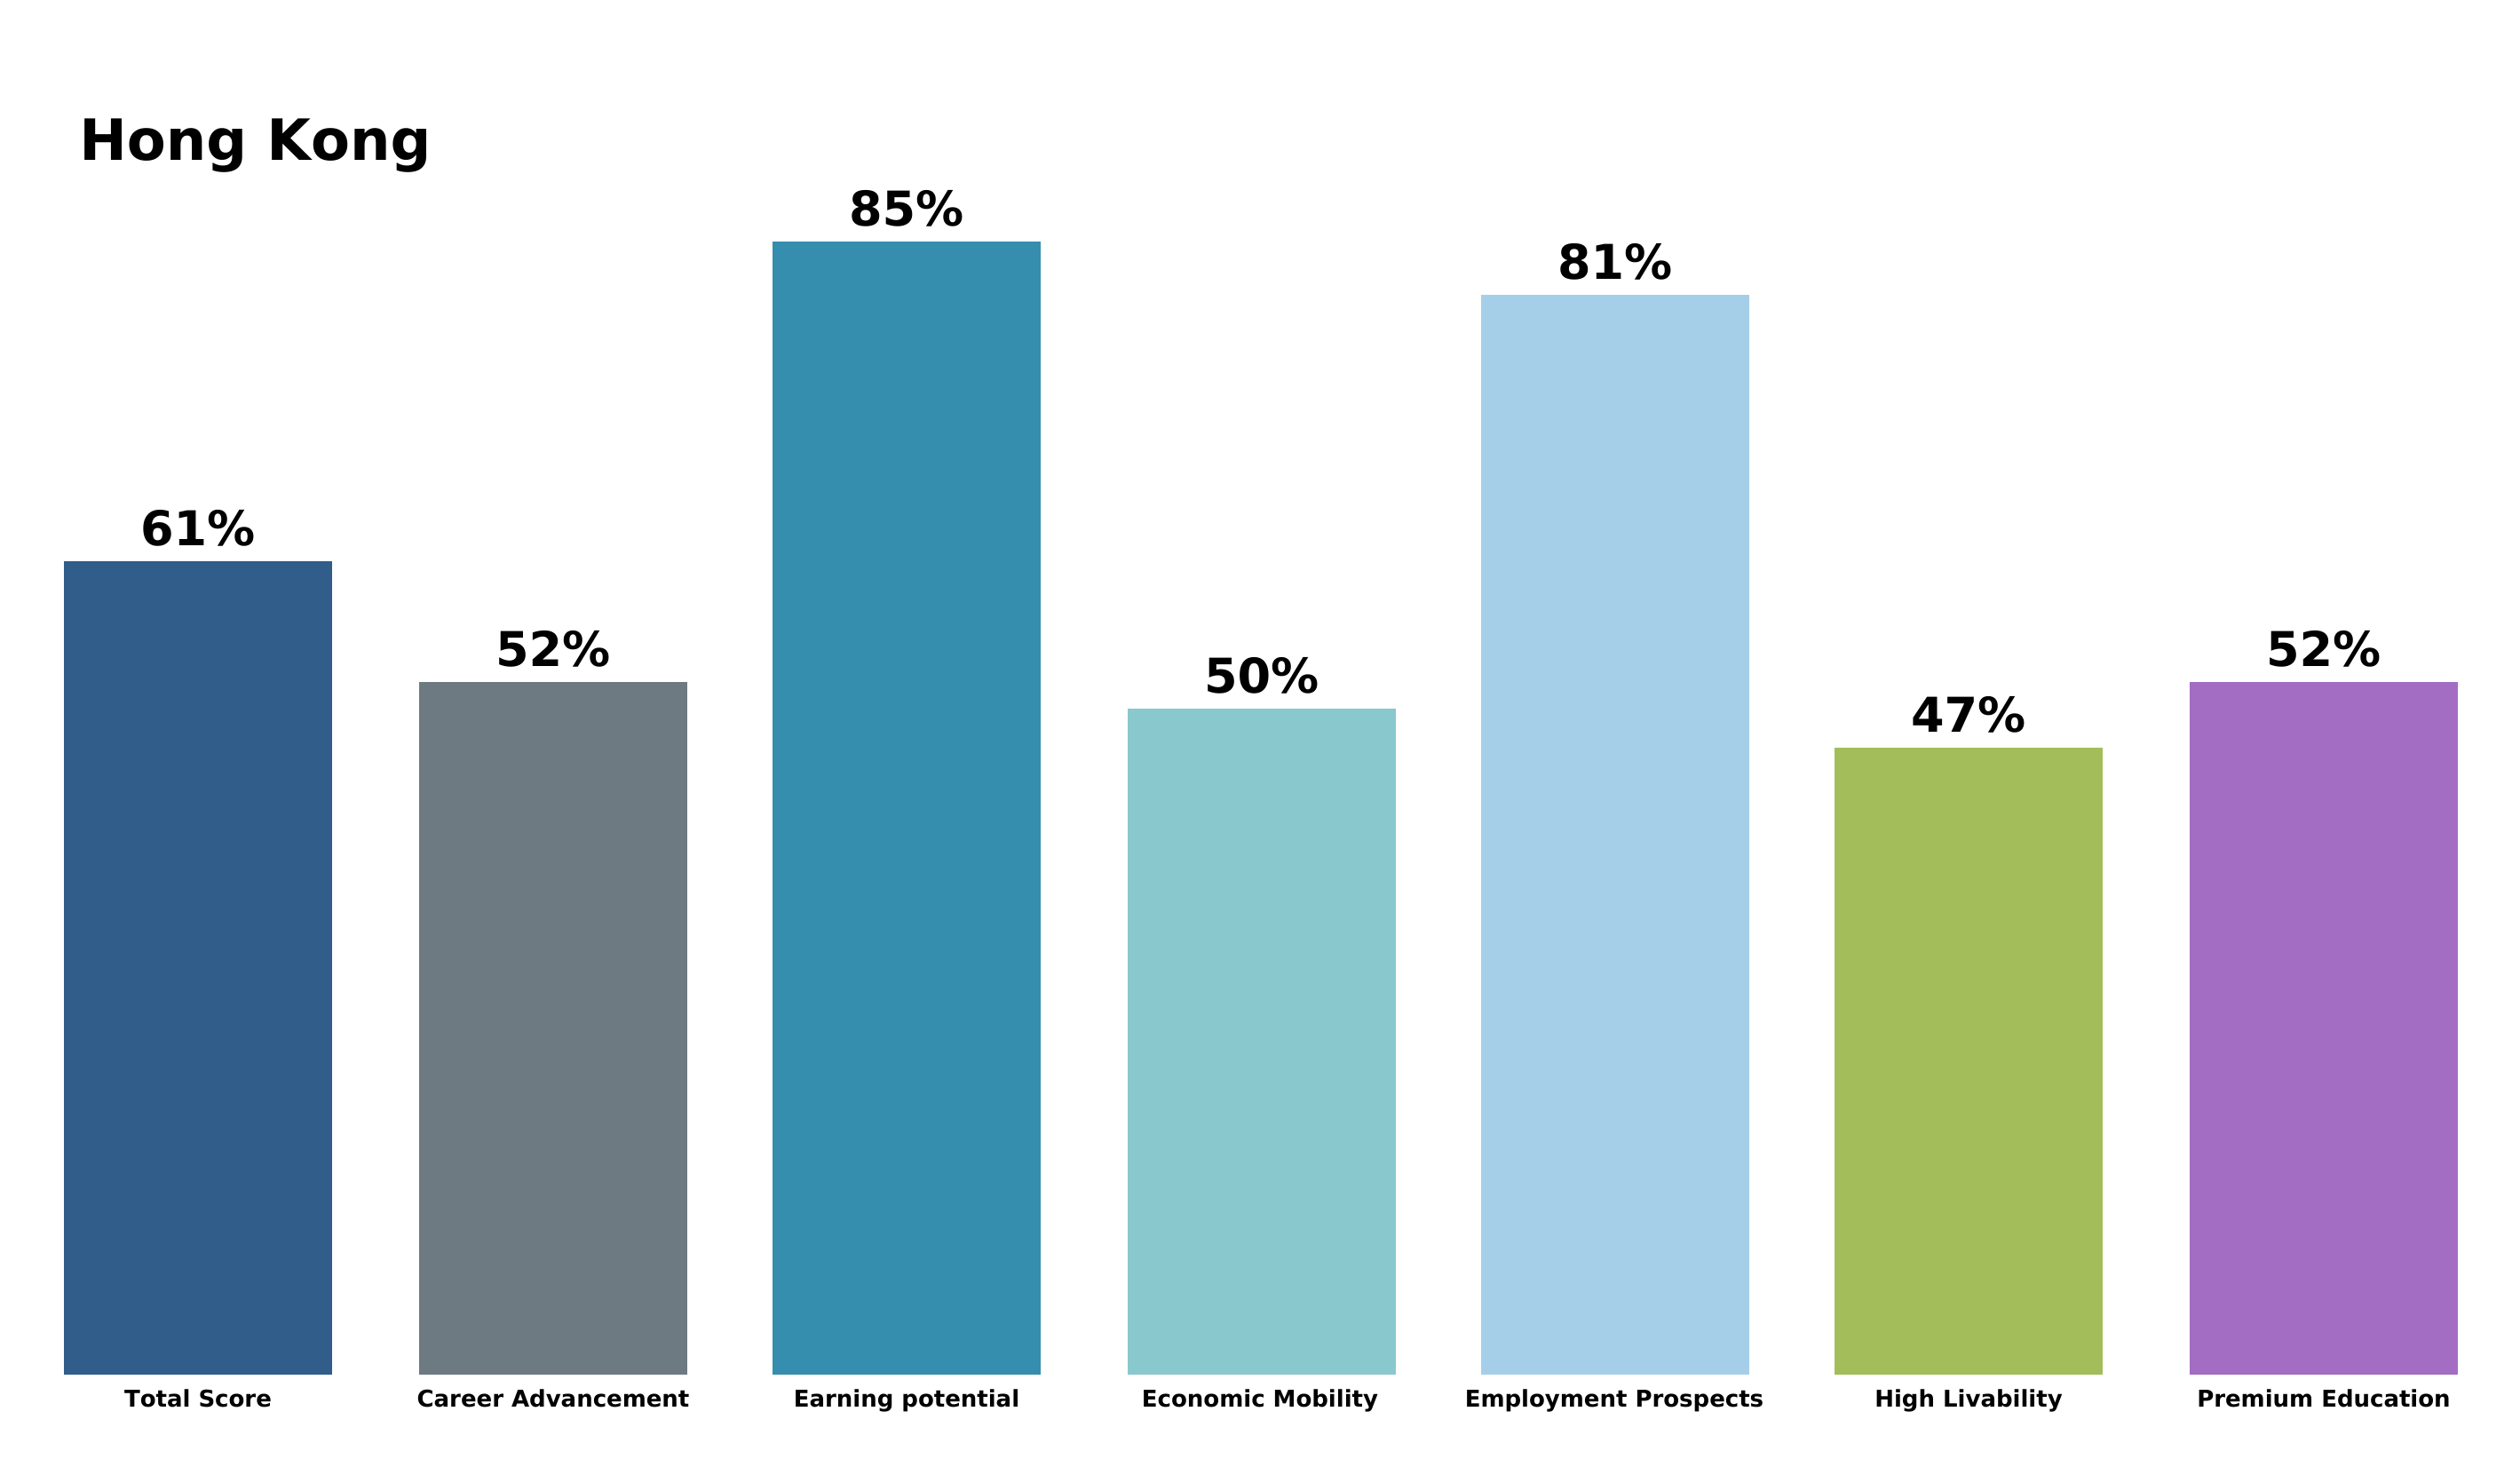 Hong Kong
61%
52%
85%
50%
81%
47%
52%
Total Score
Career Advancement
Earning potential
Economic Mobility
Employment Prospects
High Livability
Premium Education